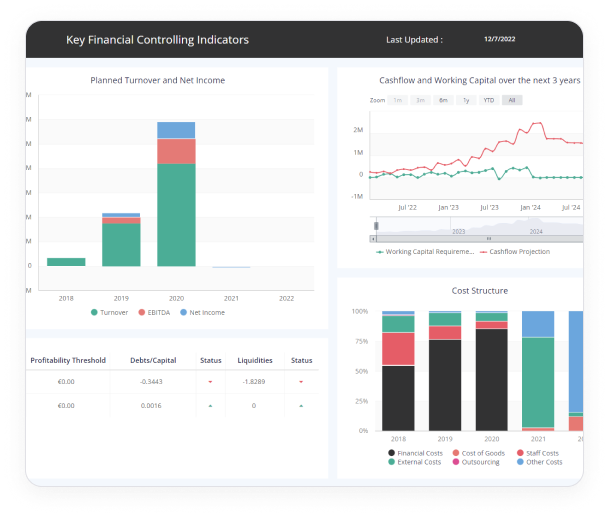 Key Financial Controlling Indicators
Last Updated : 12/7/2022
Planned Turnover and Net Income
M
M
M
M
M
M
M
0
M
2018 2019 2020 2021 2022
Turnover EBITDA Net Income
Cashflow and Working Capital over the next 3 years
Zoom 1m 3m 6m 1y YTD All
2M
1M
0
-1M
Jul '22 Jan '23 Jul '23 Jan '24 Jul '24
2023 2024
Working Capital Requireme... Cashflow Projection
Profitability Threshold Debts/Capital Status Liquidities Status
€0.00 -0.3443 -1.8289
€0.00 0.0016 0
Cost Structure
100%
75%
50%
25%
0%
2018 2019 2020 2021 20
Financial Costs Cost of Goods Staff Costs
External Costs Outsourcing Other Costs